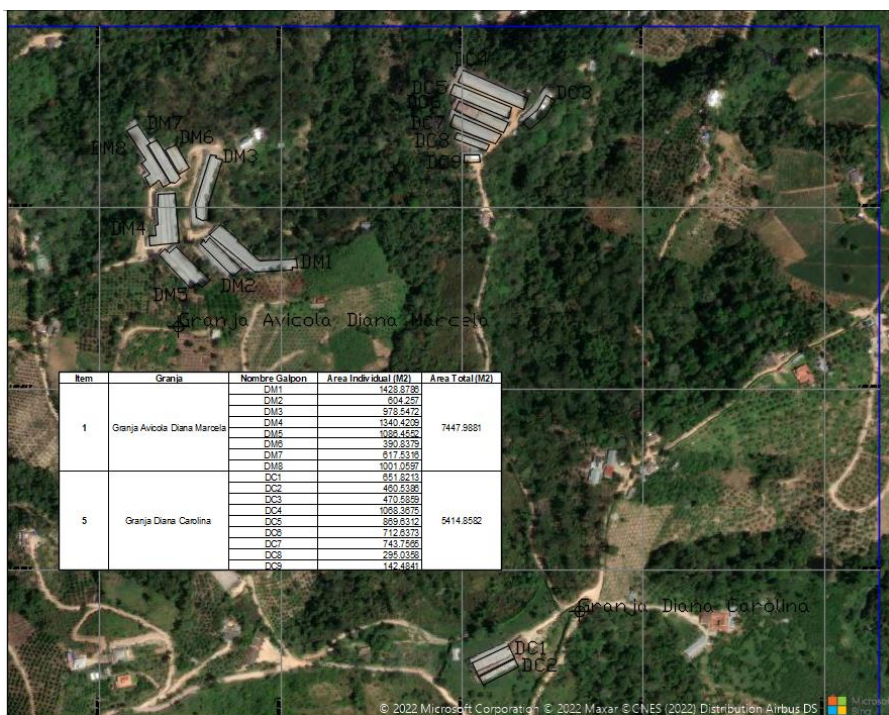 DC4
DC5
DC3
DC6
DC7
DC8
DC9
DM7
DM6
DM8
DM3
DM4
DM1
DM2
DM5
Granja Avicola Diana Marcela
Item Granja Nombre Galpon Area Individual (M2) Area Total (M2)
DM1 1428.8786
DM2 604.257
DM3 978.5472
1 Granja Avicola Diana Marcela DM4 1340.4209 7447.9881
DM5 1086.4552
DM6 390.8379
DM7 617.5316
DM8 1001.0597
DC1 651.8213
DC2 460.5386
DC3 470.5859
DC4 1068.3675
5 Granja Diana Carolina DC5 869.6312 5414.8582
DC6 712.6373
DC7 743.7566
DC8 295.0358
DC9 142.4841
Granja Diana Carolina
DC1
DC2
© 2022 Microsoft Corporation © 2022 Maxar ©CNES (2022) Distribution Airbus DS
Microsoft
Bing